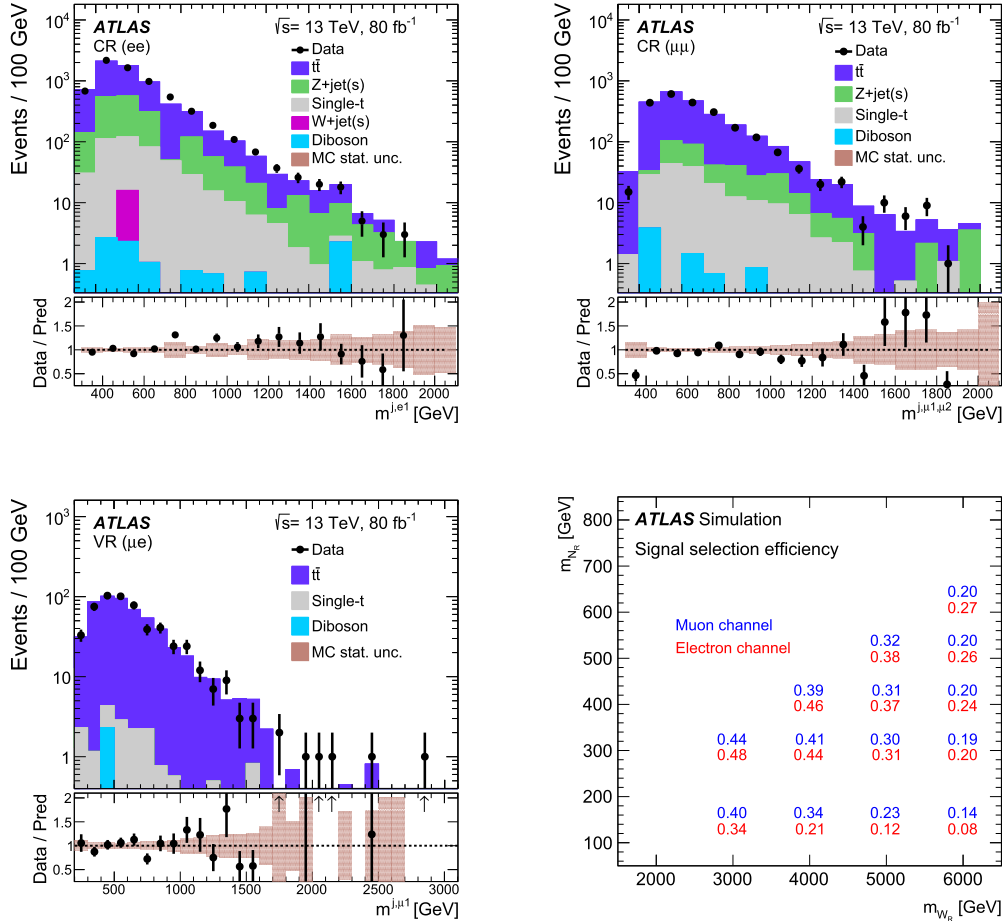 ATLAS
√s= 13 TeV, 80 fb⁻¹
CR (ee)
Data
tt̄
Z+jet(s)
Single-t
W+jet(s)
Diboson
MC stat. unc.
Events / 100 GeV
10⁴
10³
10²
10
1
Data / Pred
2
1.5
1
0.5
400 600 800 1000 1200 1400 1600 1800 2000
m^{j,e1} [GeV]
ATLAS
√s= 13 TeV, 80 fb⁻¹
CR (μμ)
Data
tt̄
Z+jet(s)
Single-t
Diboson
MC stat. unc.
Events / 100 GeV
10⁴
10³
10²
10
1
Data / Pred
2
1.5
1
0.5
400 600 800 1000 1200 1400 1600 1800 2000
m^{j,μ1,μ2} [GeV]
ATLAS
√s= 13 TeV, 80 fb⁻¹
VR (μe)
Data
tt̄
Single-t
Diboson
MC stat. unc.
Events / 100 GeV
10³
10²
10
1
Data / Pred
2
1.5
1
0.5
500 1000 1500 2000 2500 3000
m^{j,μ1} [GeV]
m_{N_R} [GeV]
ATLAS Simulation
Signal selection efficiency
Muon channel
Electron channel
800
700
600
500
400
300
200
100
0.20
0.27
0.32 0.20
0.38 0.26
0.39 0.31 0.20
0.46 0.37 0.24
0.44 0.41 0.30 0.19
0.48 0.44 0.31 0.20
0.40 0.34 0.23 0.14
0.34 0.21 0.12 0.08
2000 3000 4000 5000 6000
m_{W_R} [GeV]